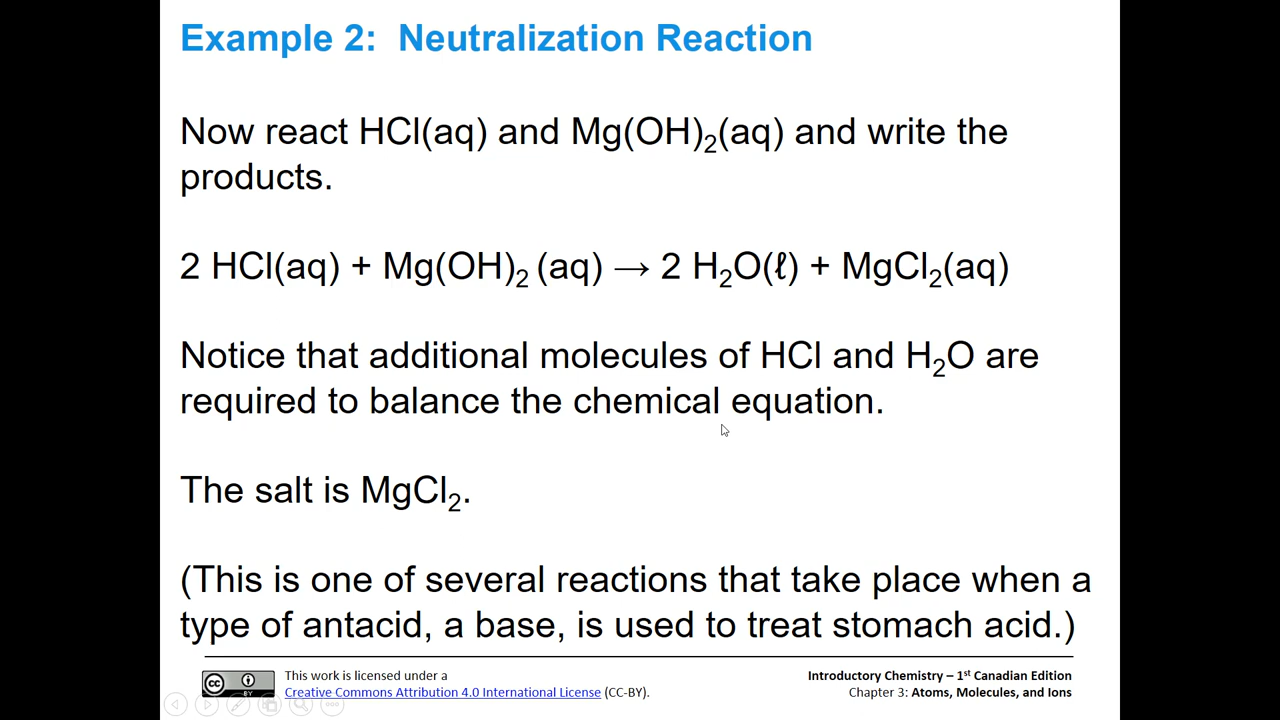 Example 2: Neutralization Reaction
Now react HCl(aq) and Mg(OH)₂(aq) and write the
products.
2 HCl(aq) + Mg(OH)₂ (aq) → 2 H₂O(ℓ) + MgCl₂(aq)
Notice that additional molecules of HCl and H₂O are
required to balance the chemical equation.
The salt is MgCl₂.
(This is one of several reactions that take place when a
type of antacid, a base, is used to treat stomach acid.)
cc BY
This work is licensed under a
Creative Commons Attribution 4.0 International License (CC-BY).
Introductory Chemistry – 1st Canadian Edition
Chapter 3: Atoms, Molecules, and Ions